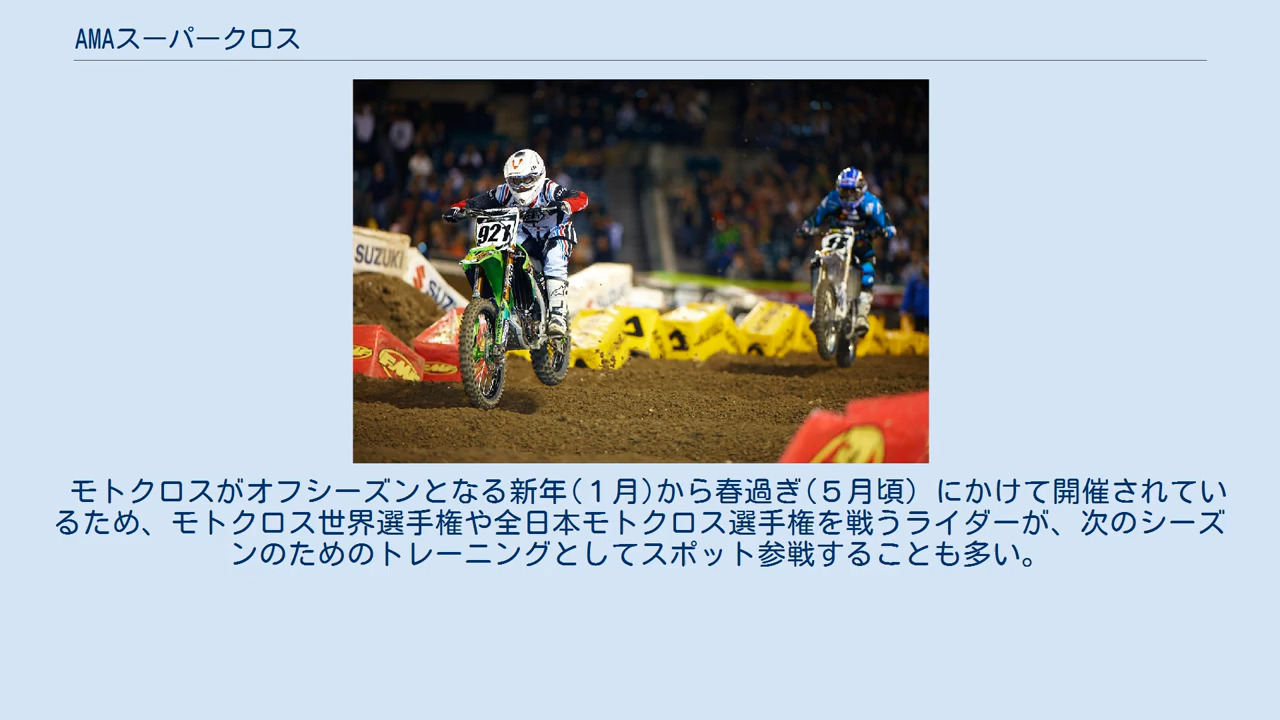 AMAスーパークロス
921
SUZUKI
SUZ
FMF
モトクロスがオフシーズンとなる新年(１月)から春過ぎ(５月頃) にかけて開催されてい
るため、モトクロス世界選手権や全日本モトクロス選手権を戦うライダーが、次のシーズ
ンのためのトレーニングとしてスポット参戦することも多い。